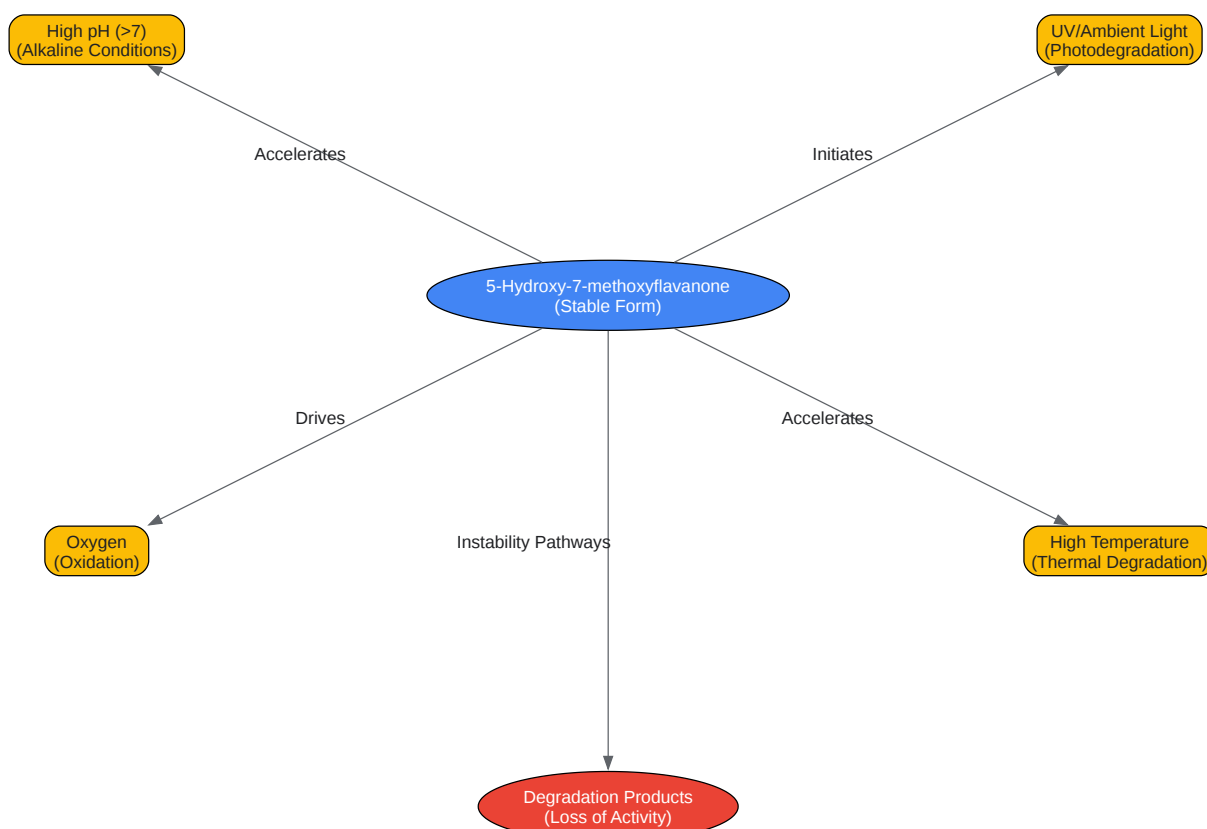 High pH (>7)
(Alkaline Conditions)
UV/Ambient Light
(Photodegradation)
Accelerates
Initiates
5-Hydroxy-7-methoxyflavanone
(Stable Form)
Drives
Accelerates
Instability Pathways
Oxygen
(Oxidation)
High Temperature
(Thermal Degradation)
Degradation Products
(Loss of Activity)